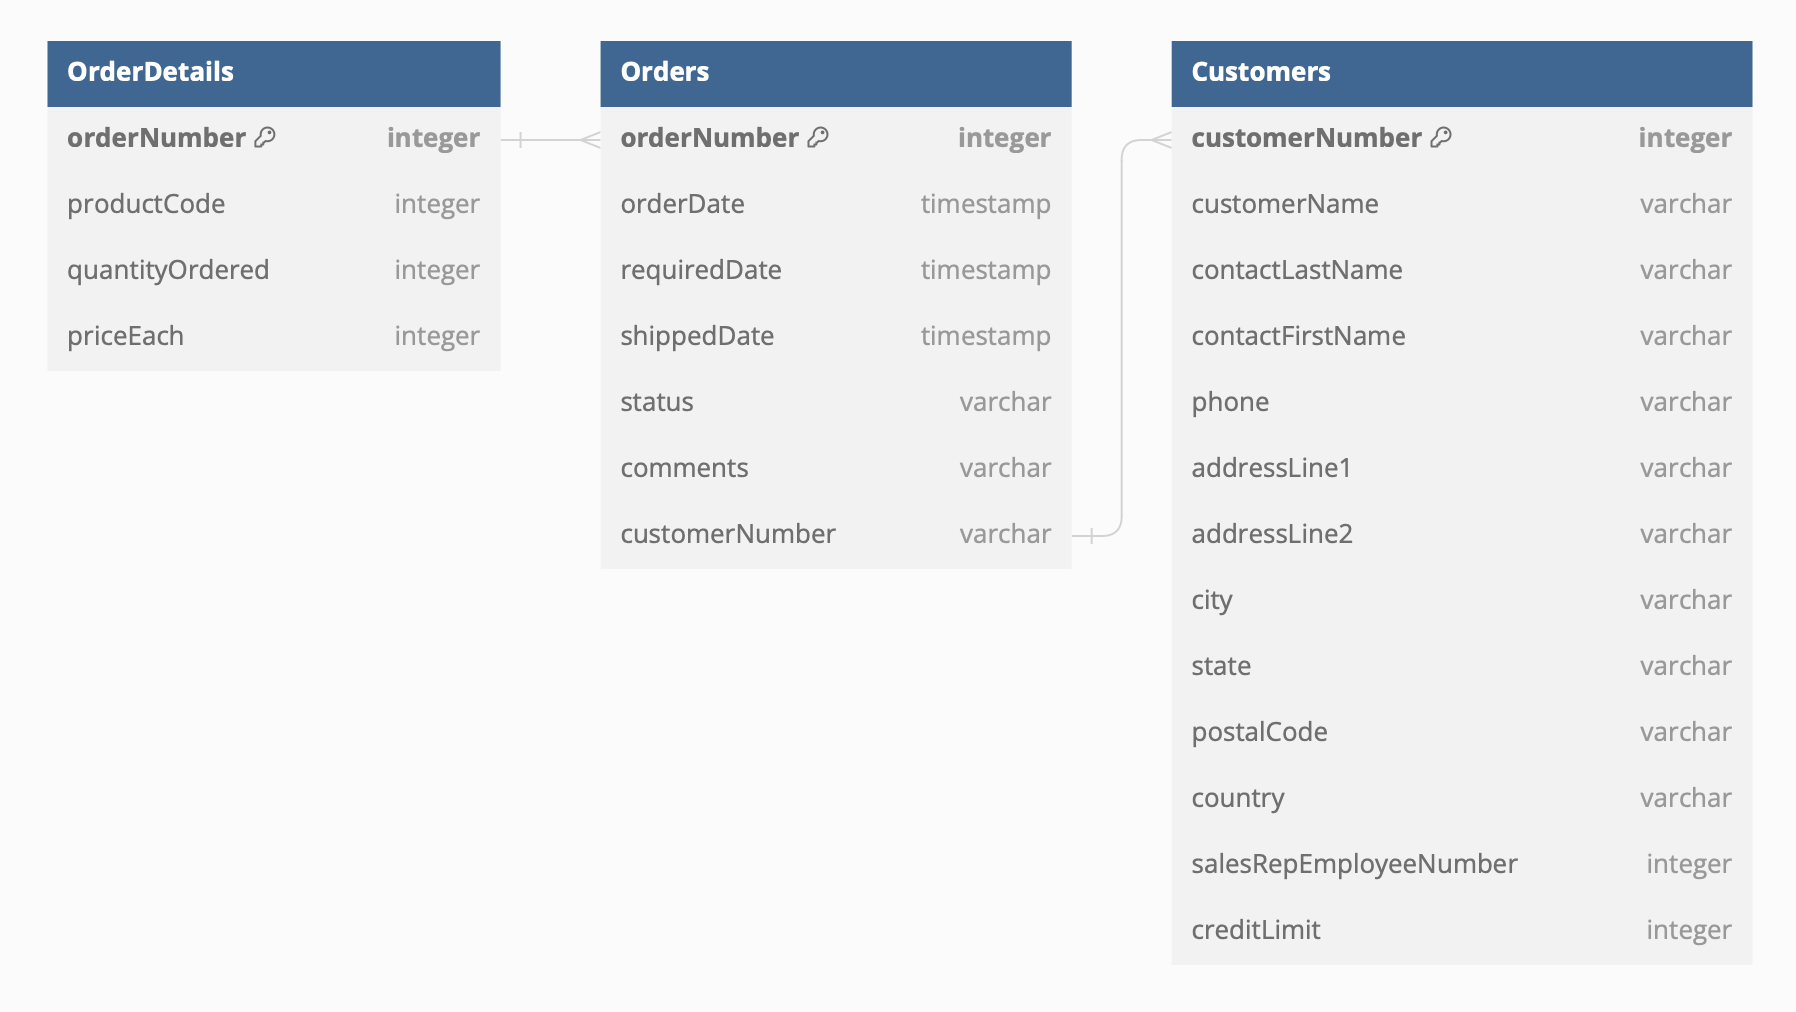 OrderDetails
orderNumber integer
productCode integer
quantityOrdered integer
priceEach integer
Orders
orderNumber integer
orderDate timestamp
requiredDate timestamp
shippedDate timestamp
status varchar
comments varchar
customerNumber varchar
Customers
customerNumber integer
customerName varchar
contactLastName varchar
contactFirstName varchar
phone varchar
addressLine1 varchar
addressLine2 varchar
city varchar
state varchar
postalCode varchar
country varchar
salesRepEmployeeNumber integer
creditLimit integer